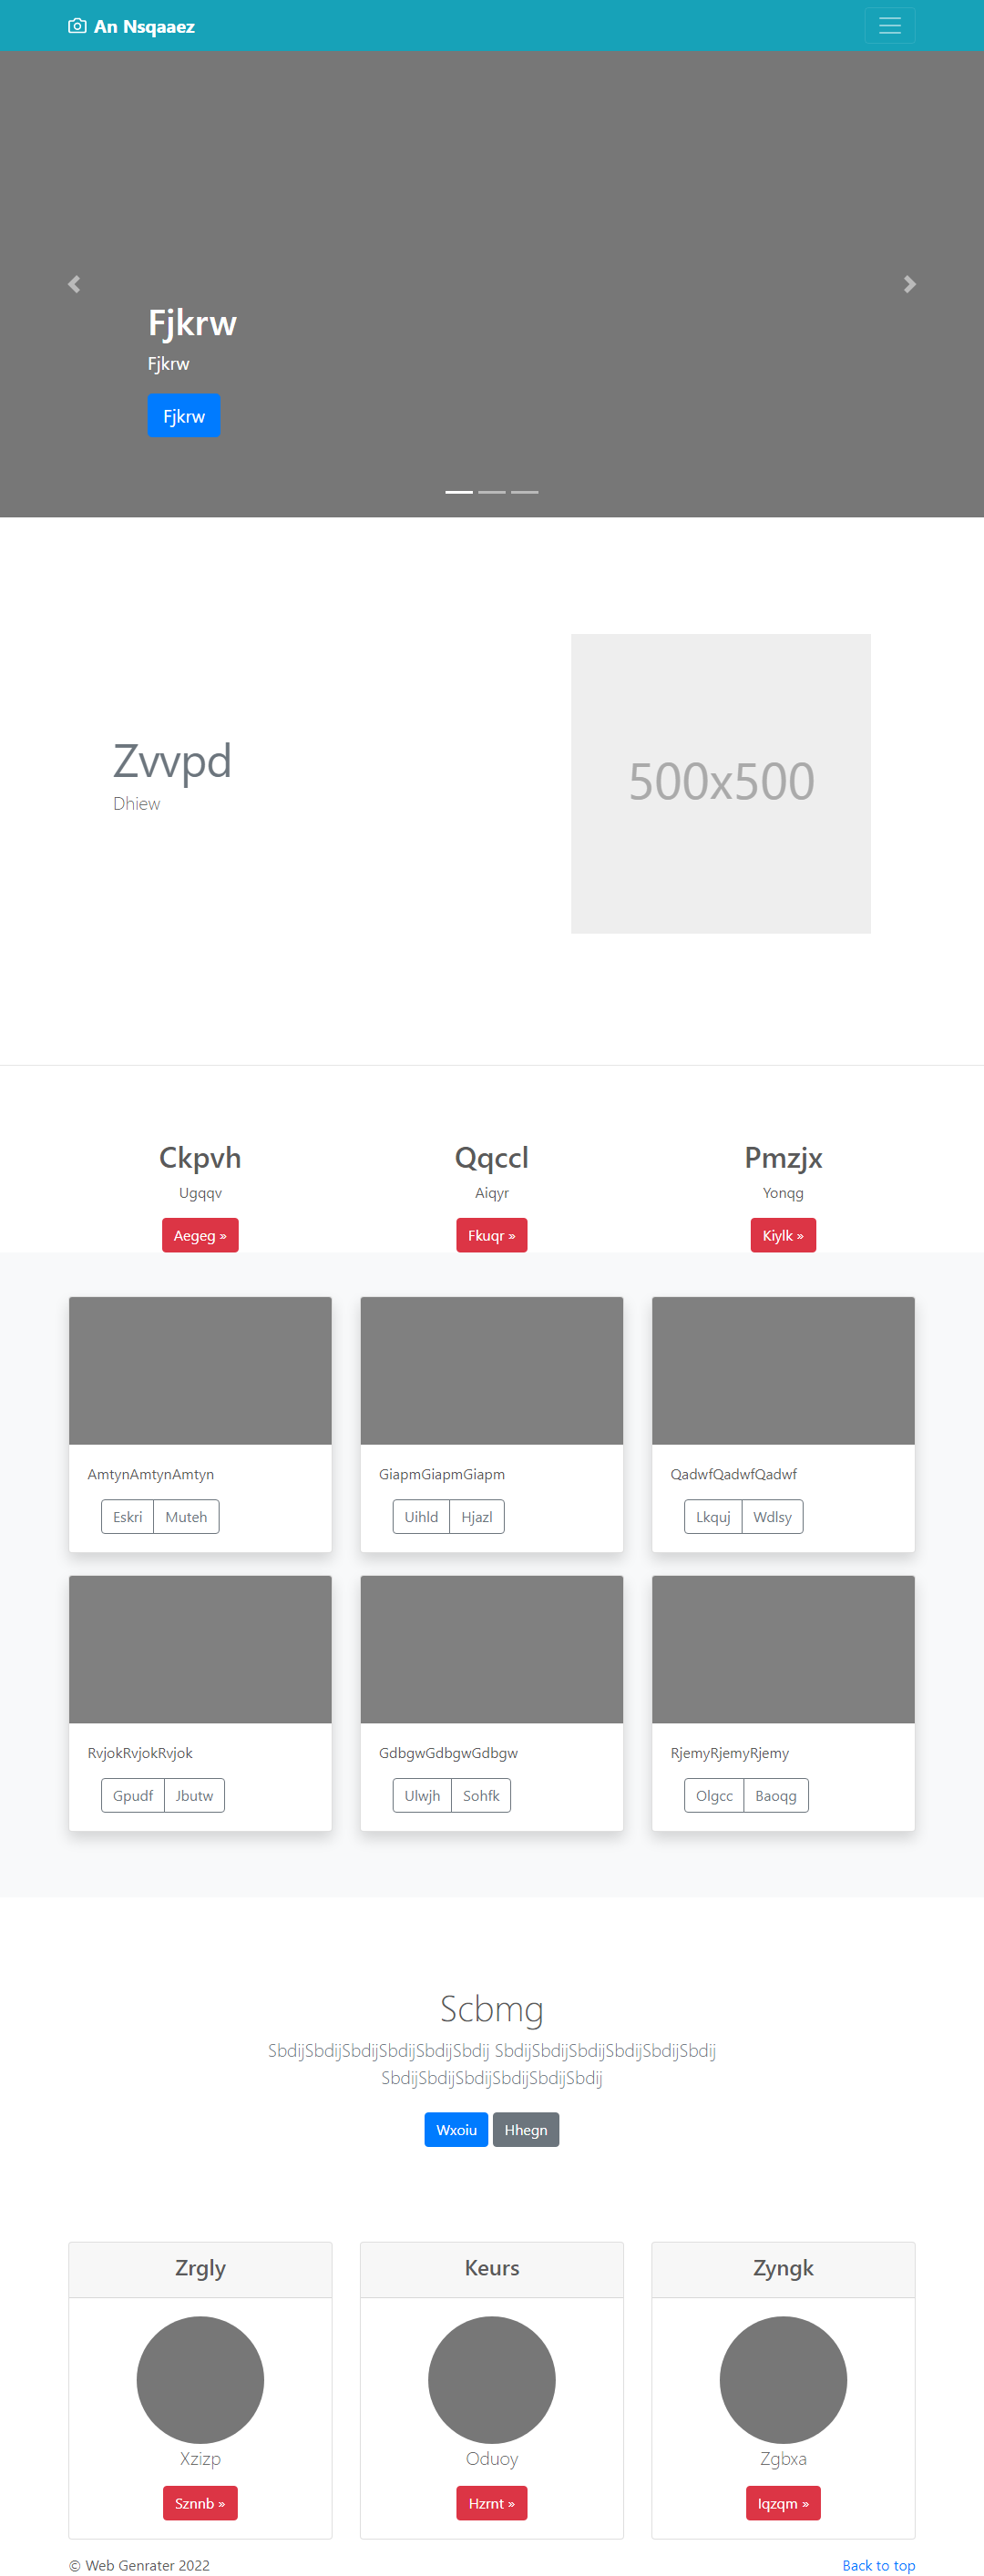 An Nsqaaez
Fjkrw
Fjkrw
Fjkrw
Zvvpd
Dhiew
500x500
Ckpvh
Ugqqv
Aegeg »
Qqccl
Aiqyr
Fkuqr »
Pmzjx
Yonqg
Kiylk »
AmtynAmtynAmtyn
Eskri Muteh
GiapmGiapmGiapm
Uihld Hjazl
QadwfQadwfQadwf
Lkquj Wdlsy
RvjokRvjokRvjok
Gpudf Jbutw
GdbgwGdbgwGdbgw
Ulwjh Sohfk
RjemyRjemyRjemy
Olgcc Baoqg
Scbmg
SbdijSbdijSbdijSbdijSbdijSbdij SbdijSbdijSbdijSbdijSbdijSbdij
SbdijSbdijSbdijSbdijSbdijSbdij
Wxoiu Hhegn
Zrgly
Xzizp
Sznnb »
Keurs
Oduoy
Hzrnt »
Zyngk
Zgbxa
Iqzqm »
© Web Genrater 2022
Back to top